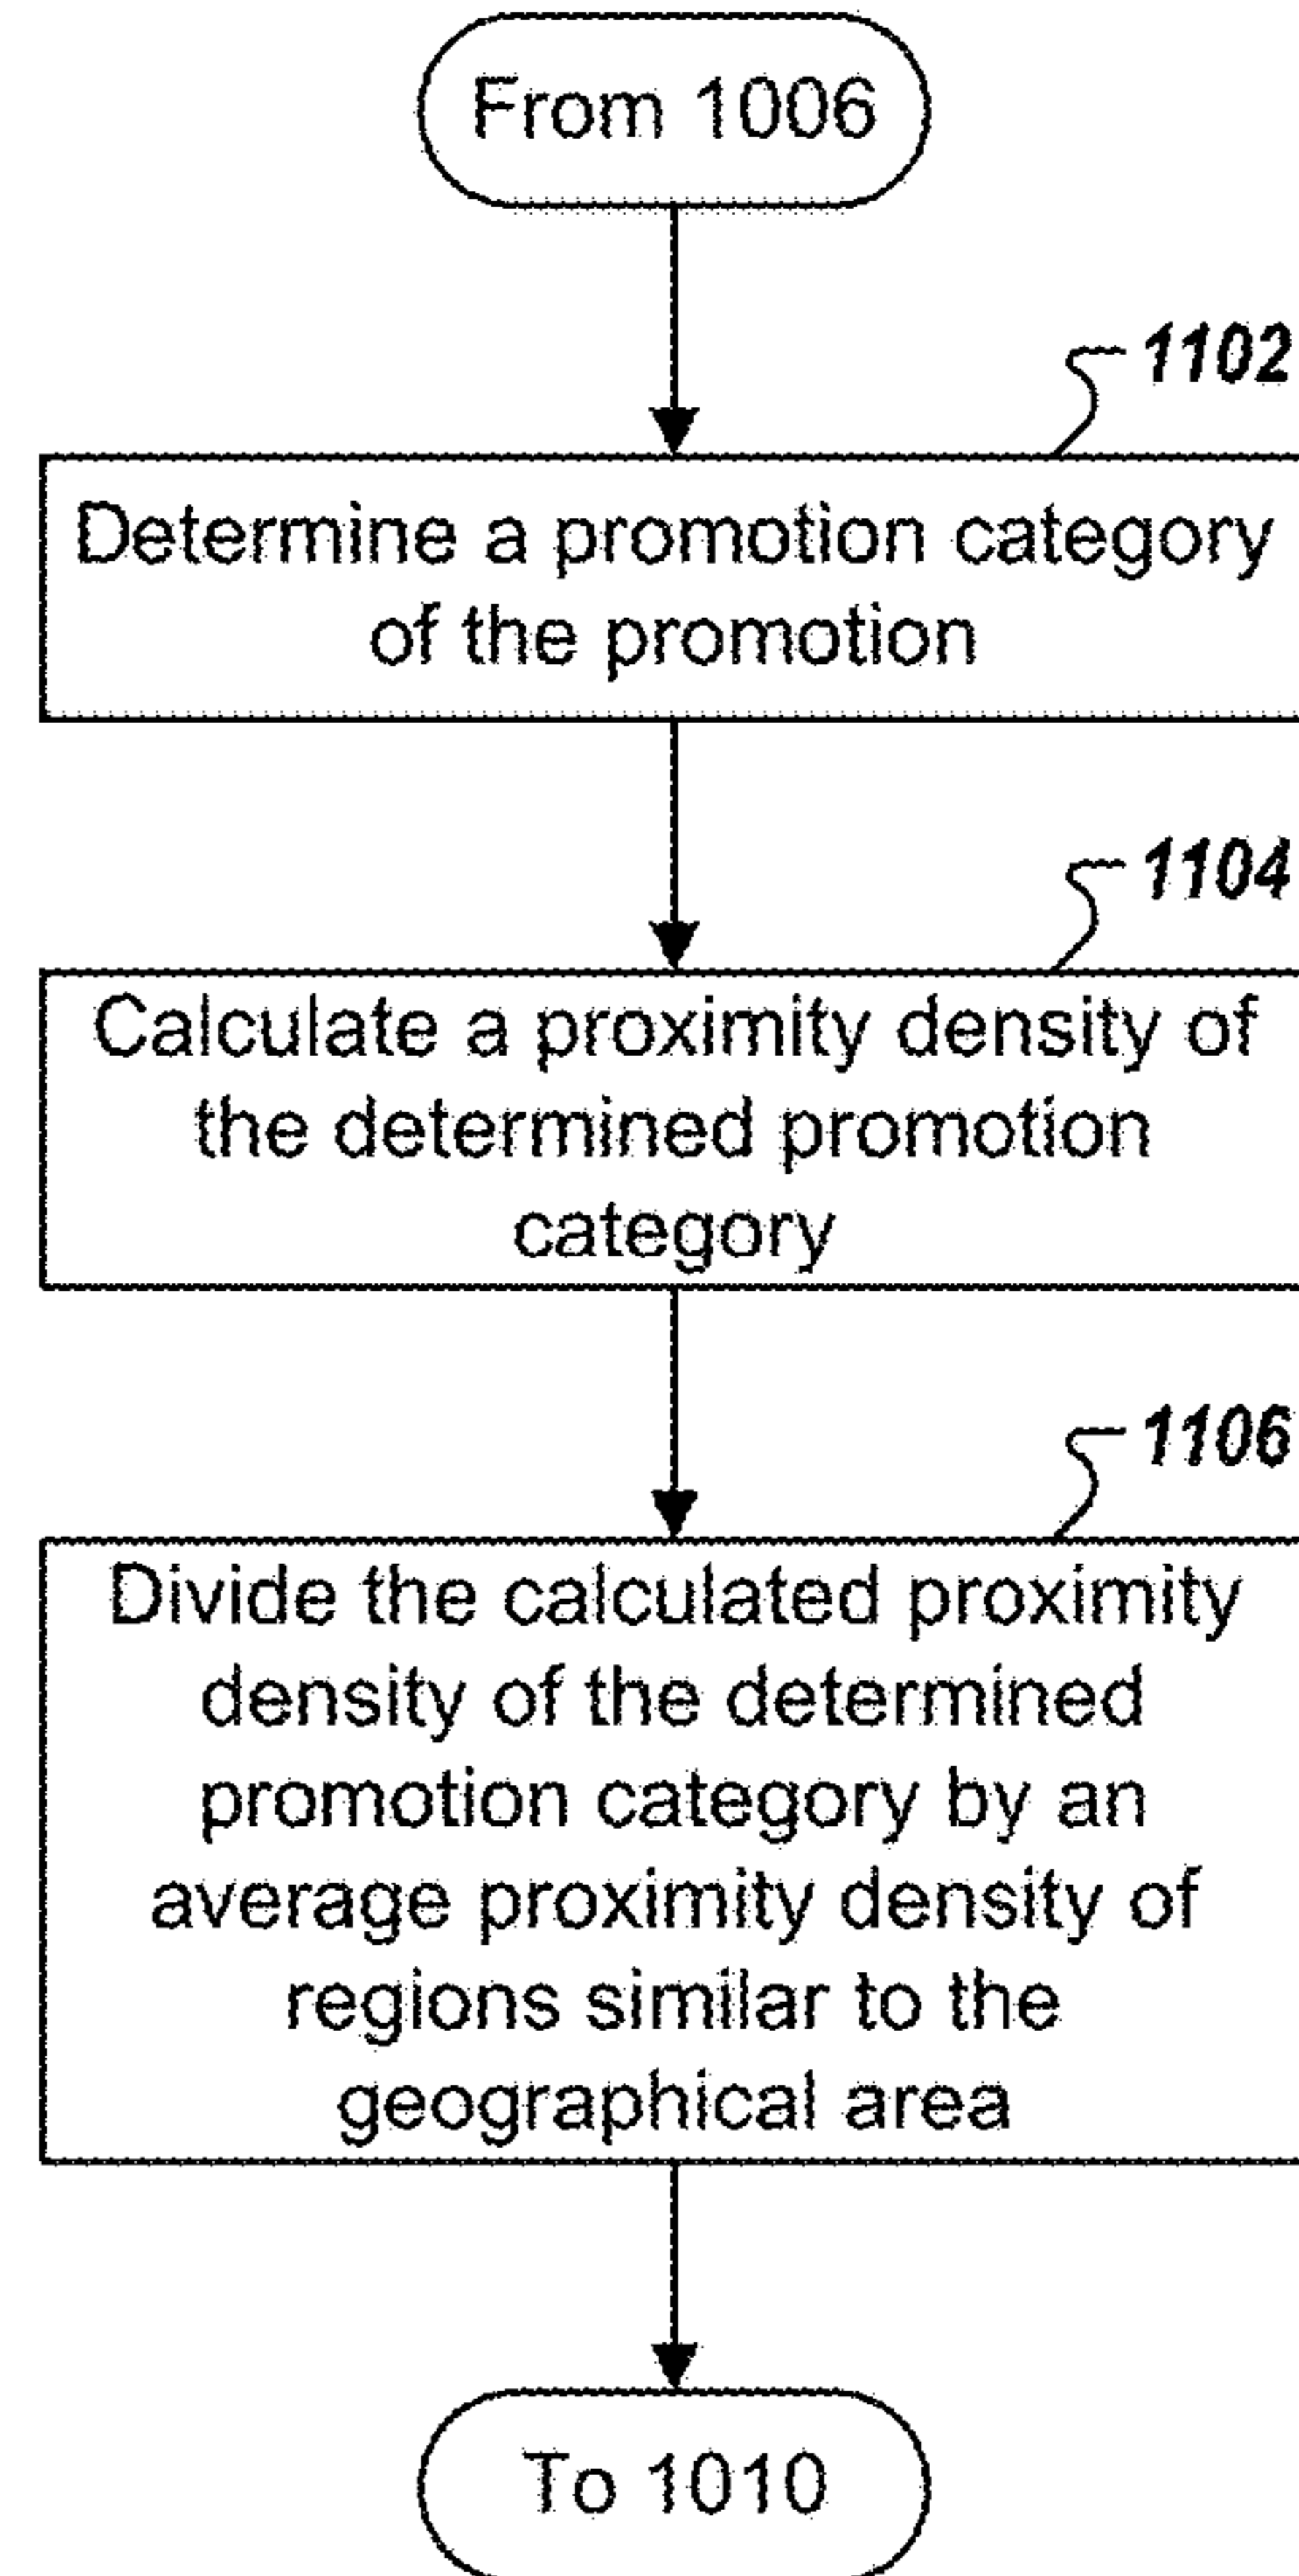 From 1006
1102
Determine a promotion category
of the promotion
1104
Calculate a proximity density of
the determined promotion
category
1106
Divide the calculated proximity
density of the determined
promotion category by an
average proximity density of
regions similar to the
geographical area
To 1010